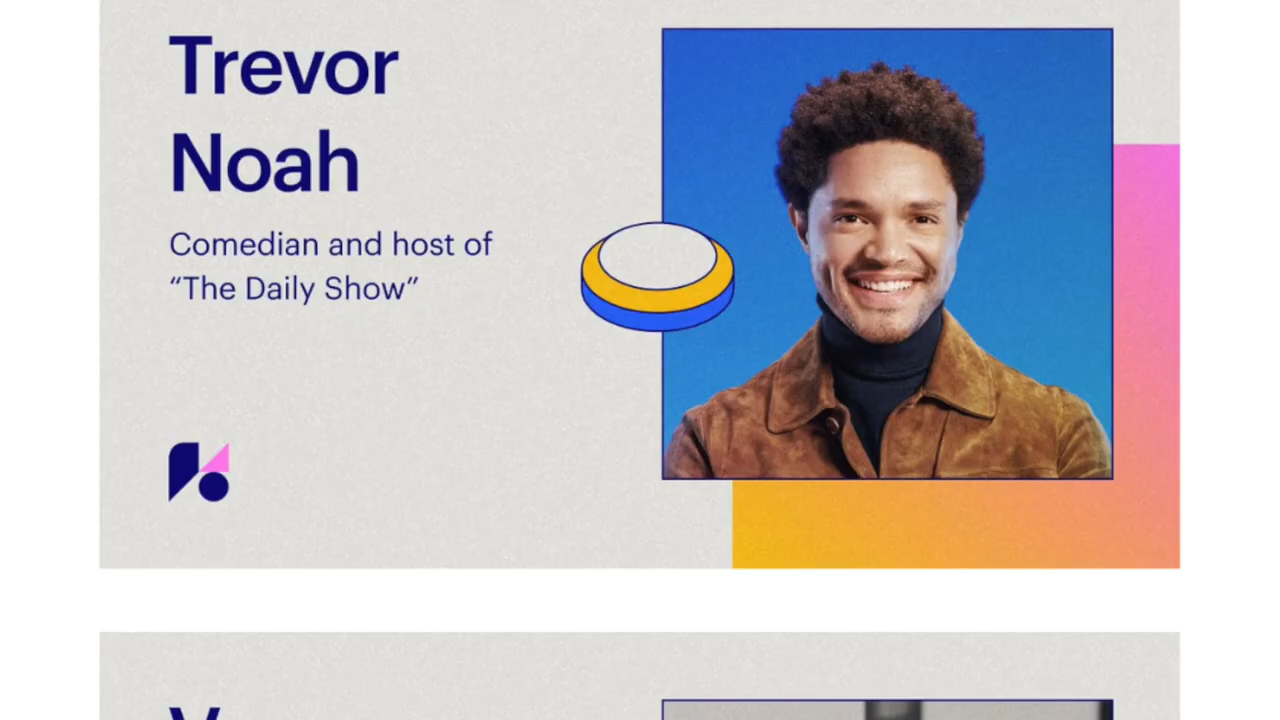 Trevor
Noah
Comedian and host of
“The Daily Show”